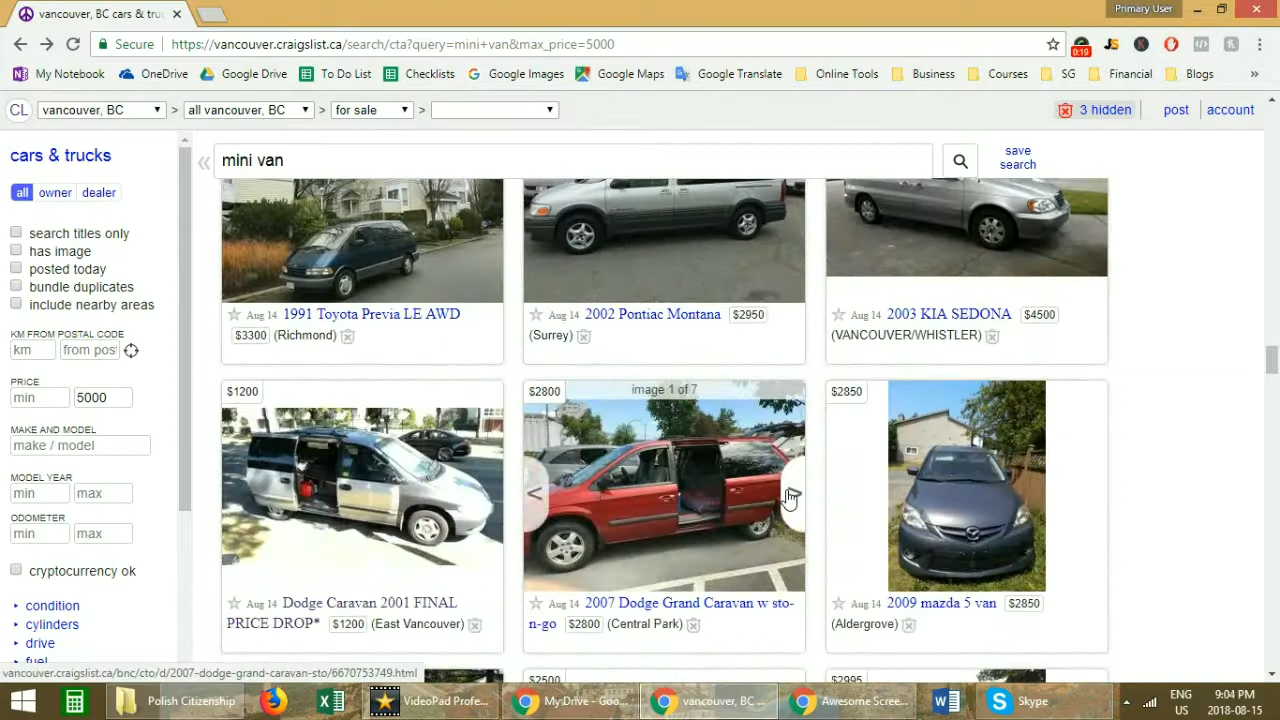 vancouver, BC cars & tru
Primary User
Secure
https://vancouver.craigslist.ca/search/cta?query=mini+van&max_price=5000
0:19
JS
K
My Notebook OneDrive Google Drive To Do List Checklists Google Images Google Maps Google Translate Online Tools Business Courses SG Financial Blogs »
CL vancouver, BC > all vancouver, BC > for sale > 3 hidden post account
cars & trucks
all owner dealer
search titles only
has image
posted today
bundle duplicates
include nearby areas
KM FROM POSTAL CODE
km from post
PRICE
min 5000
MAKE AND MODEL
make / model
MODEL YEAR
min max
ODOMETER
min max
cryptocurrency ok
condition
cylinders
drive
fuel
«
mini van
save
search
Aug 14 1991 Toyota Previa LE AWD
$3300 (Richmond)
Aug 14 2002 Pontiac Montana $2950
(Surrey)
Aug 14 2003 KIA SEDONA $4500
(VANCOUVER/WHISTLER)
$1200
Aug 14 Dodge Caravan 2001 FINAL
PRICE DROP* $1200 (East Vancouver)
$2800
image 1 of 7
< >
Aug 14 2007 Dodge Grand Caravan w sto-
n-go $2800 (Central Park)
$2850
Aug 14 2009 mazda 5 van $2850
(Aldergrove)
$2500
$2995
vancouver.craigslist.ca/bnc/cto/d/2007-dodge-grand-caravan-sto/6670753749.html
Polish Citizenship
VideoPad Profe...
My Drive - Goo...
vancouver, BC ...
Awesome Scree...
Skype
ENG
US
9:04 PM
2018-08-15